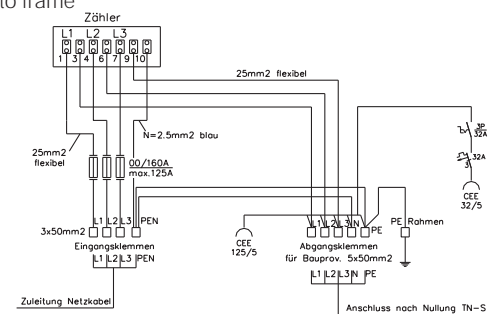 to frame
Zähler
L1 L2 L3
1 3 4 6 7 9 10
25mm2 flexibel
N=2.5mm2 blau
3P
32A
25mm2
flexibel
00/160A
max.125A
32A
3
CEE
32/5
L1 L2 L3 PEN
L1 L2 L3 N PE
PE Rahmen
3x50mm2
CEE
125/5
Eingangsklemmen
Abgangsklemmen
für Bauprov. 5x50mm2
L1 L2 L3 PEN
L1 L2 L3 N PE
Zuleitung Netzkabel
Anschluss nach Nullung TN-S